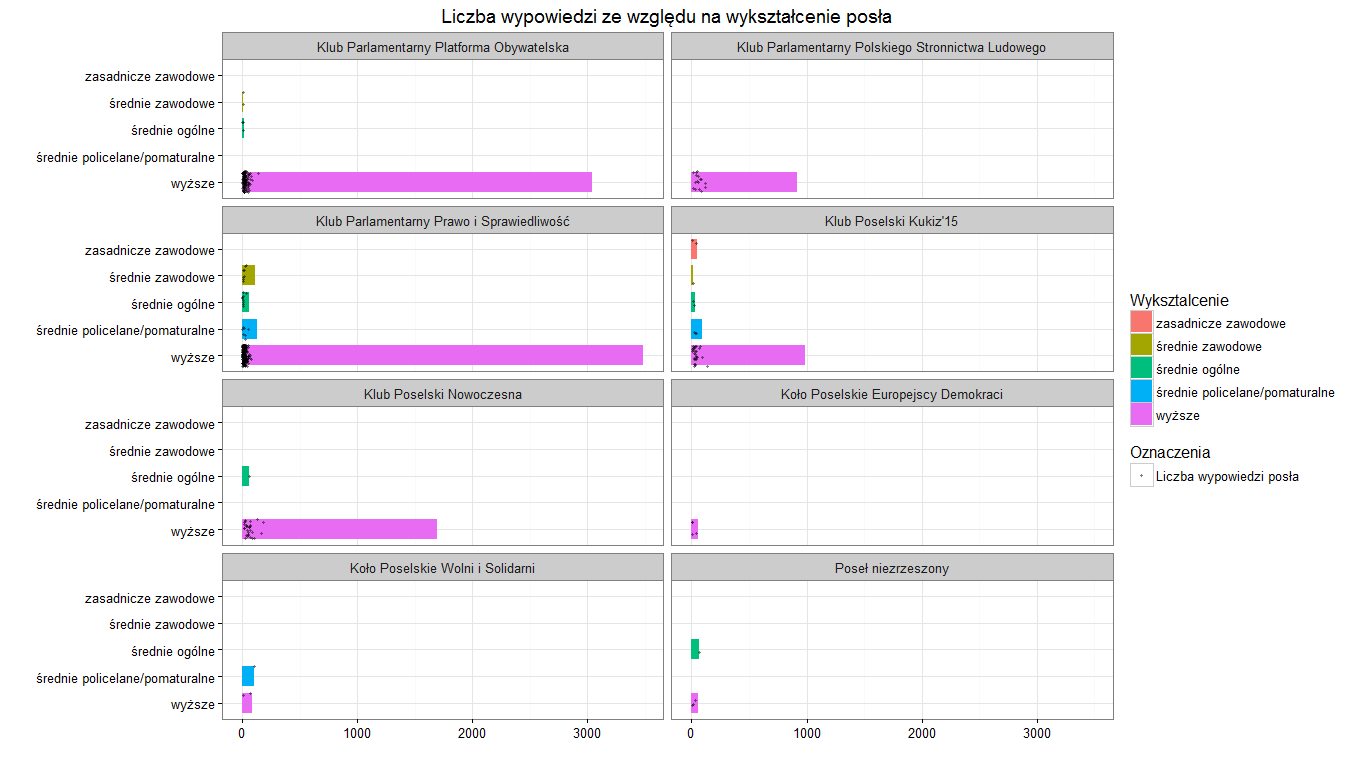 Liczba wypowiedzi ze względu na wykształcenie posła
Klub Parlamentarny Platforma Obywatelska
Klub Parlamentarny Polskiego Stronnictwa Ludowego
zasadnicze zawodowe
średnie zawodowe
średnie ogólne
średnie policelane/pomaturalne
wyższe
Klub Parlamentarny Prawo i Sprawiedliwość
Klub Poselski Kukiz'15
zasadnicze zawodowe
średnie zawodowe
średnie ogólne
średnie policelane/pomaturalne
wyższe
Klub Poselski Nowoczesna
Koło Poselskie Europejscy Demokraci
zasadnicze zawodowe
średnie zawodowe
średnie ogólne
średnie policelane/pomaturalne
wyższe
Koło Poselskie Wolni i Solidarni
Poseł niezrzeszony
zasadnicze zawodowe
średnie zawodowe
średnie ogólne
średnie policelane/pomaturalne
wyższe
0 1000 2000 3000
0 1000 2000 3000
Wyksztalcenie
zasadnicze zawodowe
średnie zawodowe
średnie ogólne
średnie policelane/pomaturalne
wyższe
Oznaczenia
Liczba wypowiedzi posła